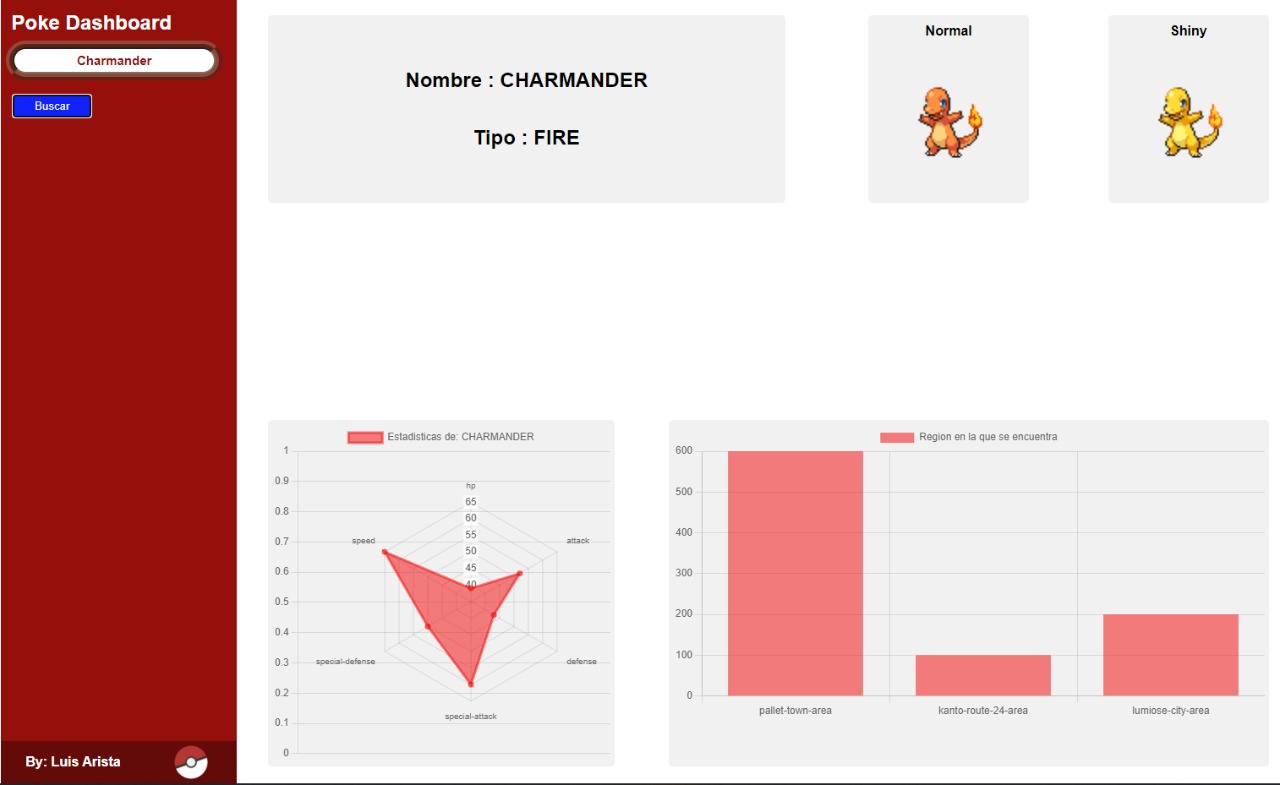 Poke Dashboard
Charmander
Buscar
Nombre : CHARMANDER
Tipo : FIRE
Normal
Shiny
Estadisticas de: CHARMANDER
1
0.9
0.8
0.7
0.6
0.5
0.4
0.3
0.2
0.1
0
hp
65
60
55
50
45
40
speed
attack
special-defense
defense
special-attack
Region en la que se encuentra
600
500
400
300
200
100
0
pallet-town-area
kanto-route-24-area
lumiose-city-area
By: Luis Arista